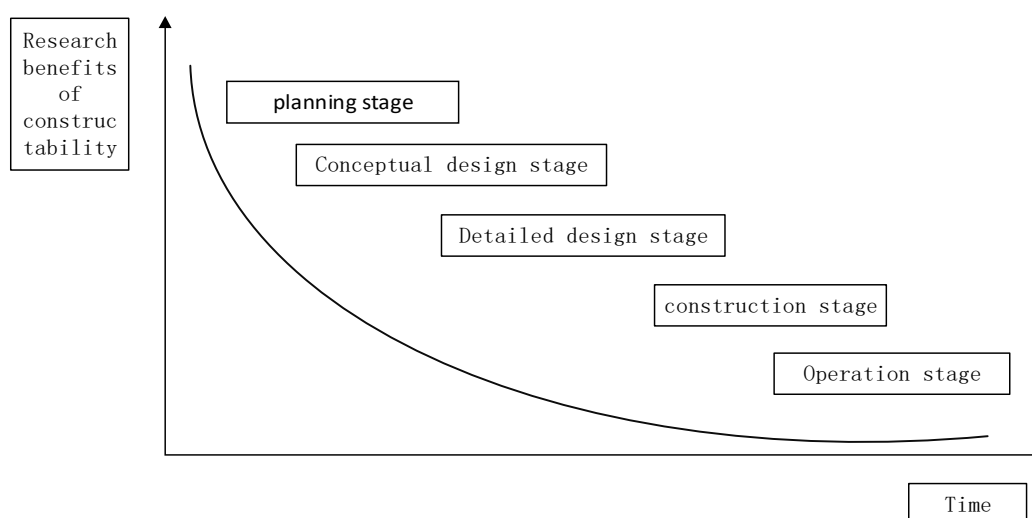 Research
benefits
of
construc
tability
planning stage
Conceptual design stage
Detailed design stage
construction stage
Operation stage
Time